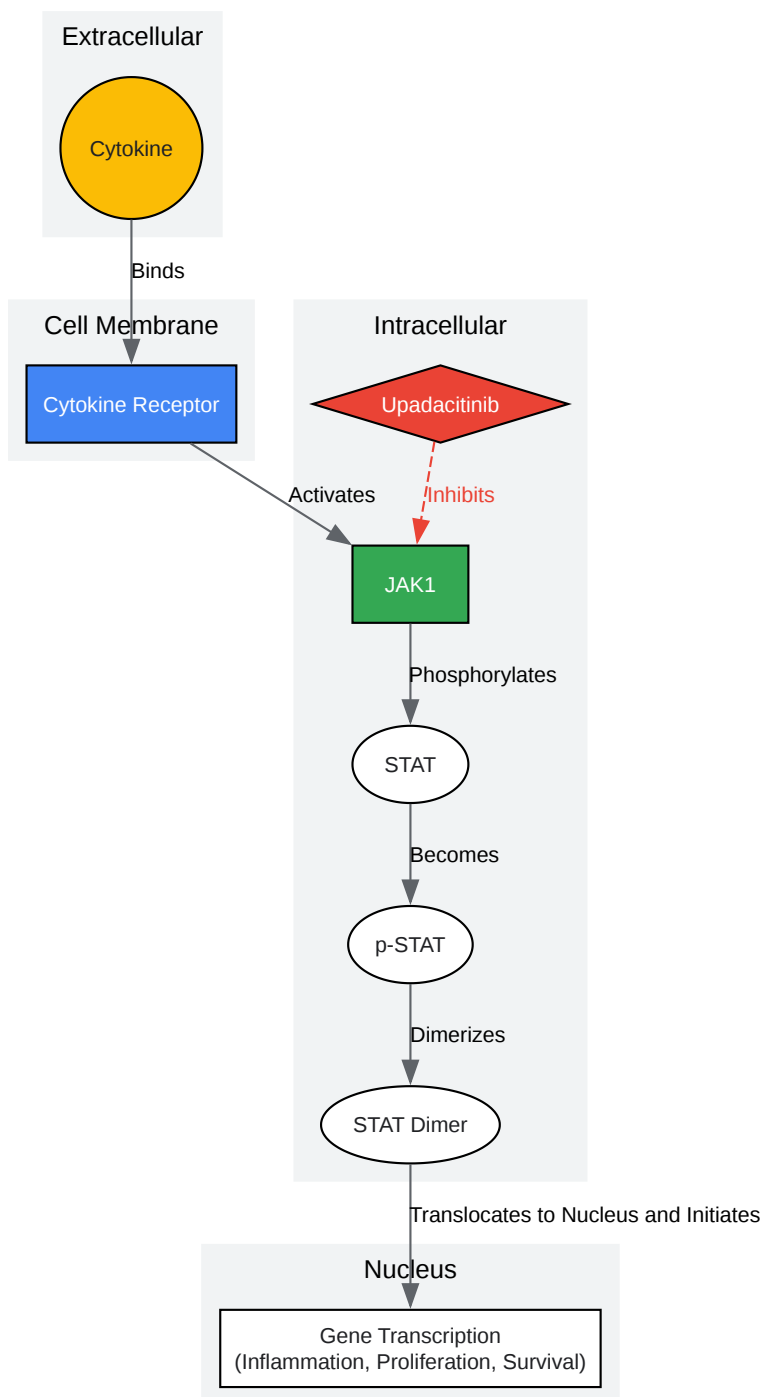 Extracellular
Cytokine
Binds
Cell Membrane
Intracellular
Cytokine Receptor
Upadacitinib
Activates
Inhibits
JAK1
Phosphorylates
STAT
Becomes
p-STAT
Dimerizes
STAT Dimer
Translocates to Nucleus and Initiates
Nucleus
Gene Transcription
(Inflammation, Proliferation, Survival)